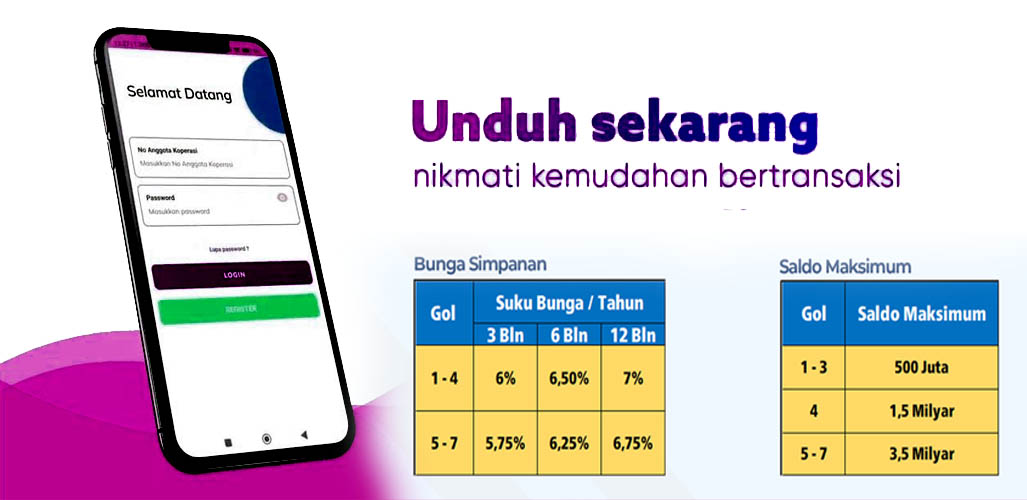 Selamat Datang
No Anggota Koperasi
Masukkan No Anggota Koperasi
Password
Masukkan password
Lupa password ?
LOGIN
REGISTER
Unduh sekarang
nikmati kemudahan bertransaksi
Bunga Simpanan
Gol Suku Bunga / Tahun
3 Bln 6 Bln 12 Bln
1 - 4 6% 6,50% 7%
5 - 7 5,75% 6,25% 6,75%
Saldo Maksimum
Gol Saldo Maksimum
1 - 3 500 Juta
4 1,5 Milyar
5 - 7 3,5 Milyar